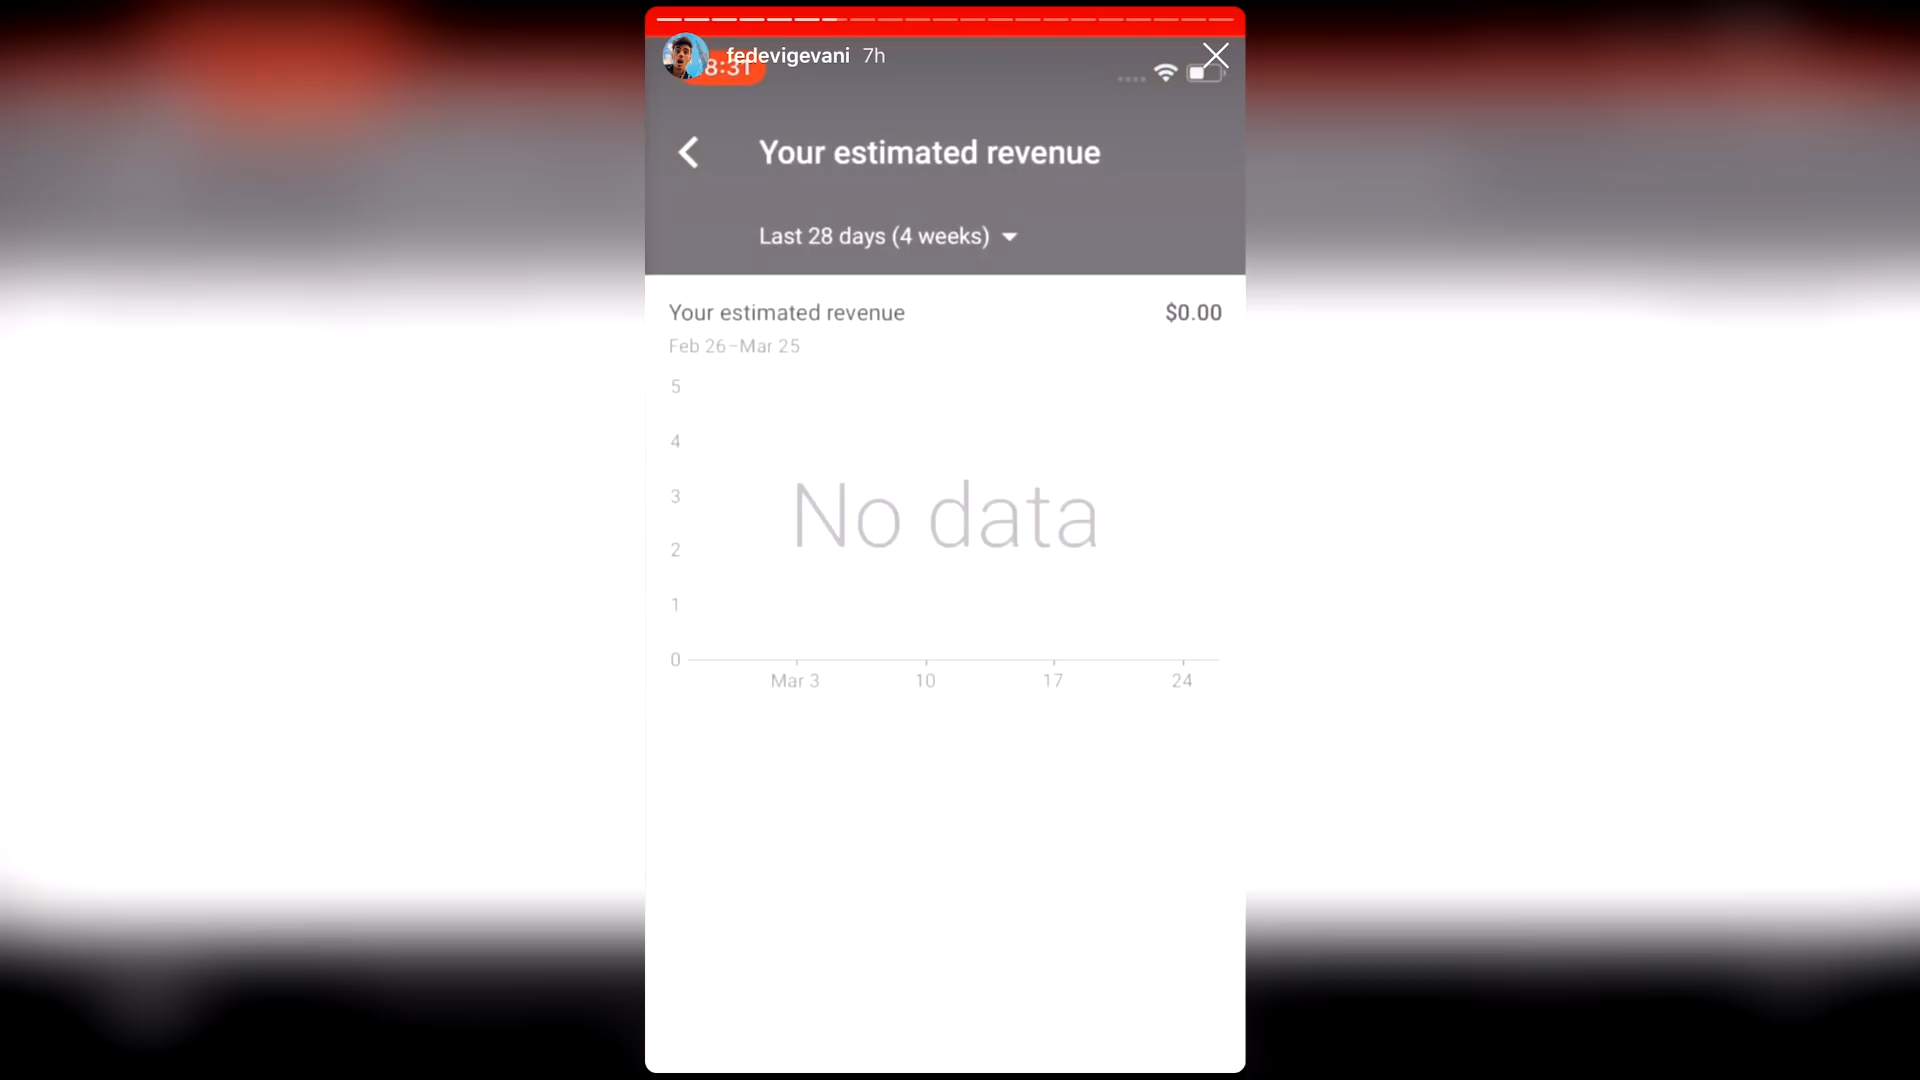 fedevigevani 7h
8:31
Your estimated revenue
Last 28 days (4 weeks)
Your estimated revenue $0.00
Feb 26–Mar 25
5
4
3
No data
2
1
0
Mar 3 10 17 24